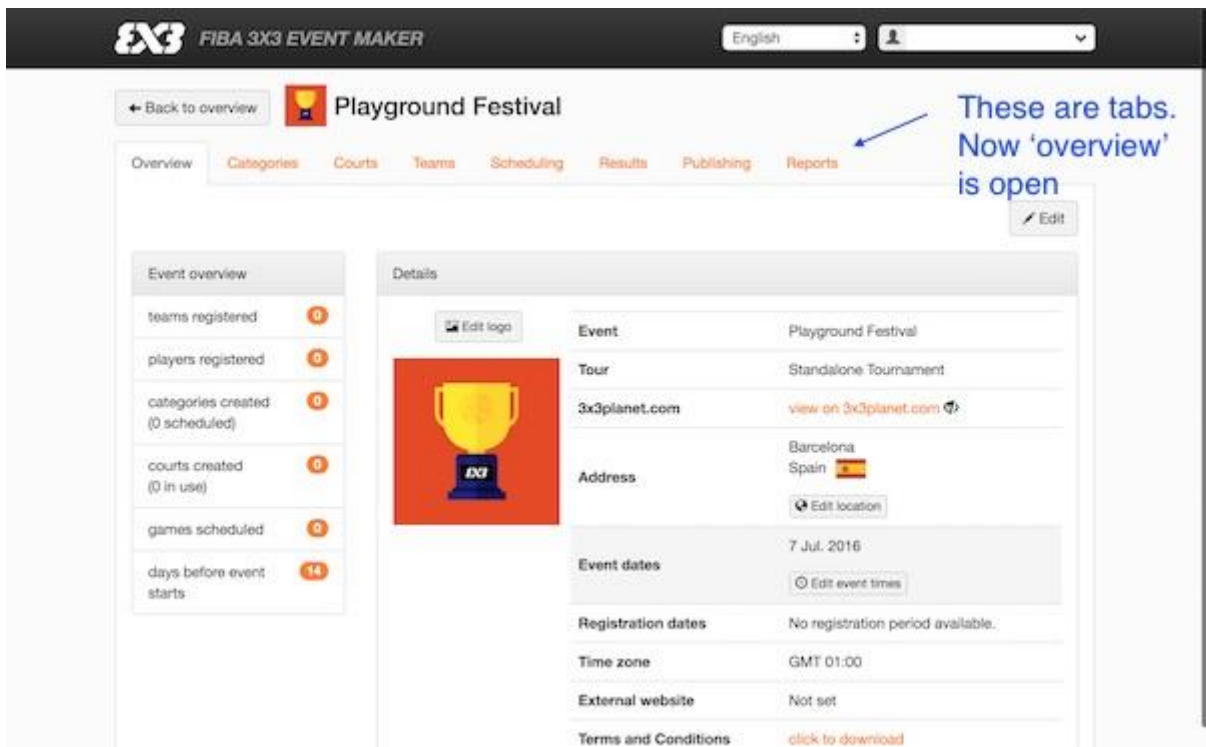 3X3 FIBA 3X3 EVENT MAKER
English
Back to overview
Playground Festival
These are tabs.
Now ‘overview’
is open
Overview Categories Courts Teams Scheduling Results Publishing Reports
Edit
Event overview
teams registered 0
players registered 0
categories created 0
(0 scheduled)
courts created 0
(0 in use)
games scheduled 0
days before event 14
starts
Details
Edit logo
3X3
Event Playground Festival
Tour Standalone Tournament
3x3planet.com view on 3x3planet.com
Address
Barcelona
Spain
Edit location
Event dates
7 Jul. 2016
Edit event times
Registration dates No registration period available.
Time zone GMT 01:00
External website Not set
Terms and Conditions click to download